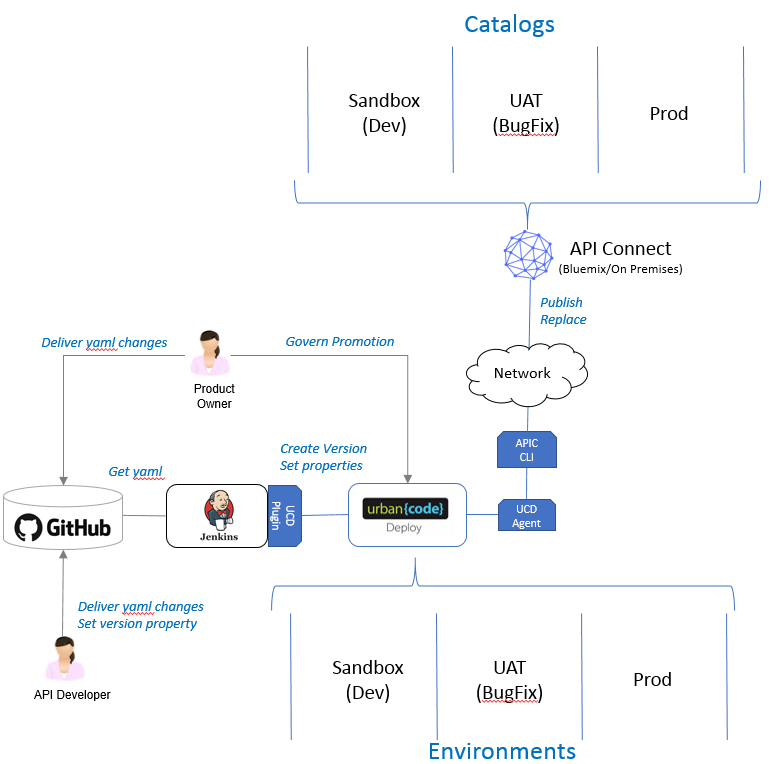 Catalogs
Sandbox
(Dev)
UAT
(BugFix)
Prod
API Connect
(Bluemix/On Premises)
Publish
Replace
Deliver yaml changes
Govern Promotion
Product
Owner
Network
Get yaml
Create Version
Set properties
APIC
CLI
GitHub
Jenkins
UCD
Plugin
urban{code}
Deploy
UCD
Agent
Deliver yaml changes
Set version property
API Developer
Sandbox
(Dev)
UAT
(BugFix)
Prod
Environments